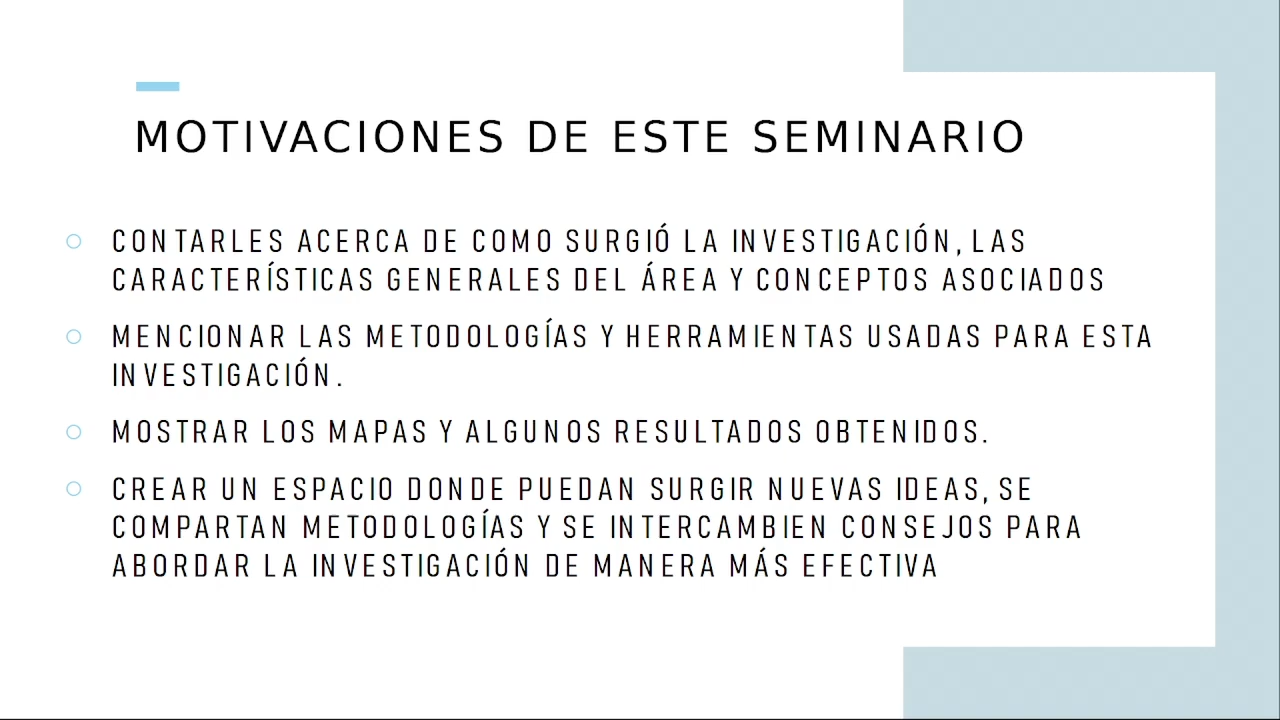 MOTIVACIONES DE ESTE SEMINARIO
CONTARLES ACERCA DE COMO SURGIÓ LA INVESTIGACIÓN, LAS
CARACTERÍSTICAS GENERALES DEL ÁREA Y CONCEPTOS ASOCIADOS
MENCIONAR LAS METODOLOGÍAS Y HERRAMIENTAS USADAS PARA ESTA
INVESTIGACIÓN.
MOSTRAR LOS MAPAS Y ALGUNOS RESULTADOS OBTENIDOS.
CREAR UN ESPACIO DONDE PUEDAN SURGIR NUEVAS IDEAS, SE
COMPARTAN METODOLOGÍAS Y SE INTERCAMBIEN CONSEJOS PARA
ABORDAR LA INVESTIGACIÓN DE MANERA MÁS EFECTIVA